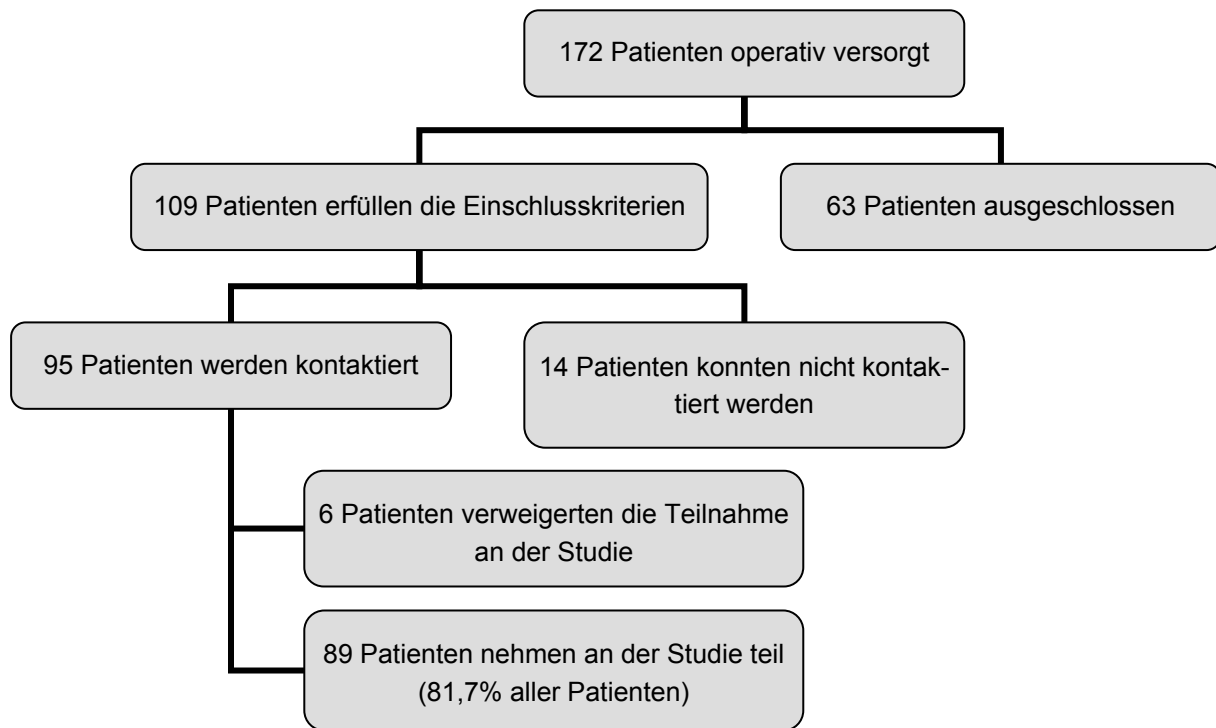 172 Patienten operativ versorgt
109 Patienten erfüllen die Einschlusskriterien
63 Patienten ausgeschlossen
95 Patienten werden kontaktiert
14 Patienten konnten nicht kontak-
tiert werden
6 Patienten verweigerten die Teilnahme
an der Studie
89 Patienten nehmen an der Studie teil
(81,7% aller Patienten)